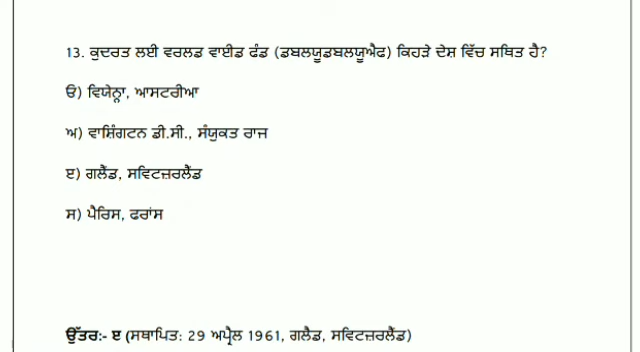 13. ਕੁਦਰਤ ਲਈ ਵਰਲਡ ਵਾਈਡ ਫੰਡ (ਡਬਲਯੂਡਬਲਯੂਐਫ) ਕਿਹੜੇ ਦੇਸ਼ ਵਿੱਚ ਸਥਿਤ ਹੈ?
ੳ) ਵਿਯੇਨ੍ਹਾ, ਆਸਟਰੀਆ
ਅ) ਵਾਸ਼ਿੰਗਟਨ ਡੀ.ਸੀ., ਸੰਯੁਕਤ ਰਾਜ
ੲ) ਗਲੈਂਡ, ਸਵਿਟਜ਼ਰਲੈਂਡ
ਸ) ਪੈਰਿਸ, ਫਰਾਂਸ
ਉੱਤਰ:- ੲ (ਸਥਾਪਿਤ: 29 ਅਪ੍ਰੈਲ 1961, ਗਲੈਂਡ, ਸਵਿਟਜ਼ਰਲੈਂਡ)